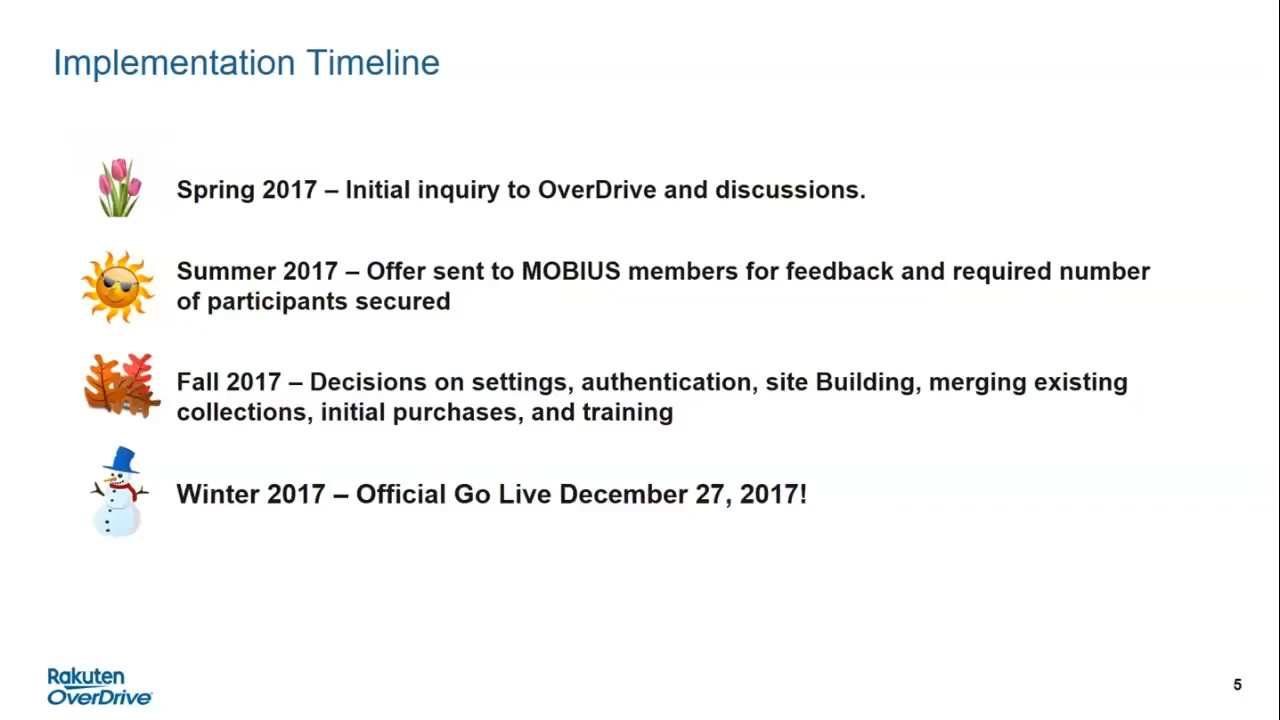 Implementation Timeline
Spring 2017 – Initial inquiry to OverDrive and discussions.
Summer 2017 – Offer sent to MOBIUS members for feedback and required number
of participants secured
Fall 2017 – Decisions on settings, authentication, site Building, merging existing
collections, initial purchases, and training
Winter 2017 – Official Go Live December 27, 2017!
Rakuten
OverDrive
5